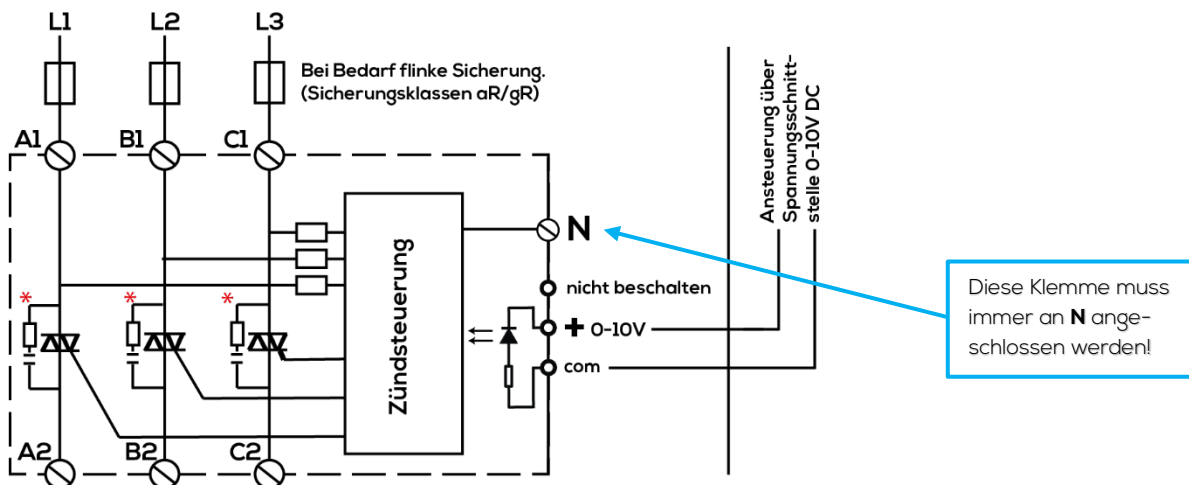 L1
L2
L3
Bei Bedarf flinke Sicherung.
(Sicherungsklassen aR/gR)
A1
B1
C1
Ansteuerung über
Spannungsschnitt-
stelle 0-10V DC
Zündsteuerung
N
nicht beschalten
+ 0-10V
com
*
*
*
Diese Klemme muss
immer an N ange-
schlossen werden!
A2
B2
C2